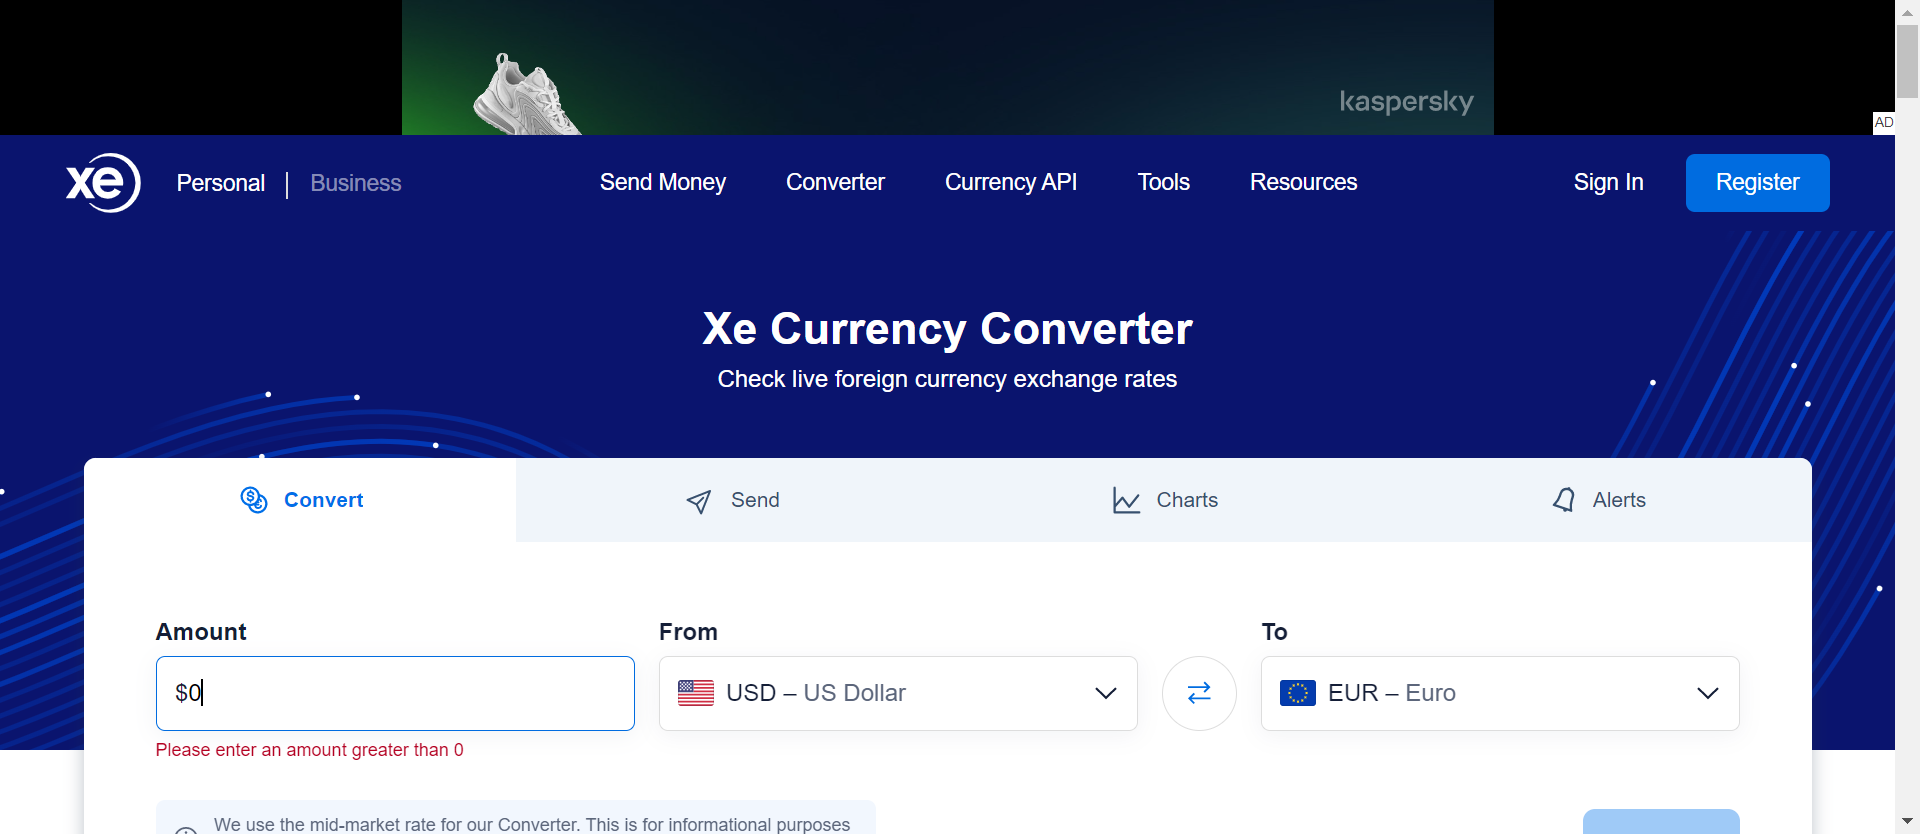 kaspersky
AD
xe Personal | Business Send Money Converter Currency API Tools Resources Sign In Register
Xe Currency Converter
Check live foreign currency exchange rates
Convert Send Charts Alerts
Amount From To
$0 USD – US Dollar EUR – Euro
Please enter an amount greater than 0
We use the mid-market rate for our Converter. This is for informational purposes